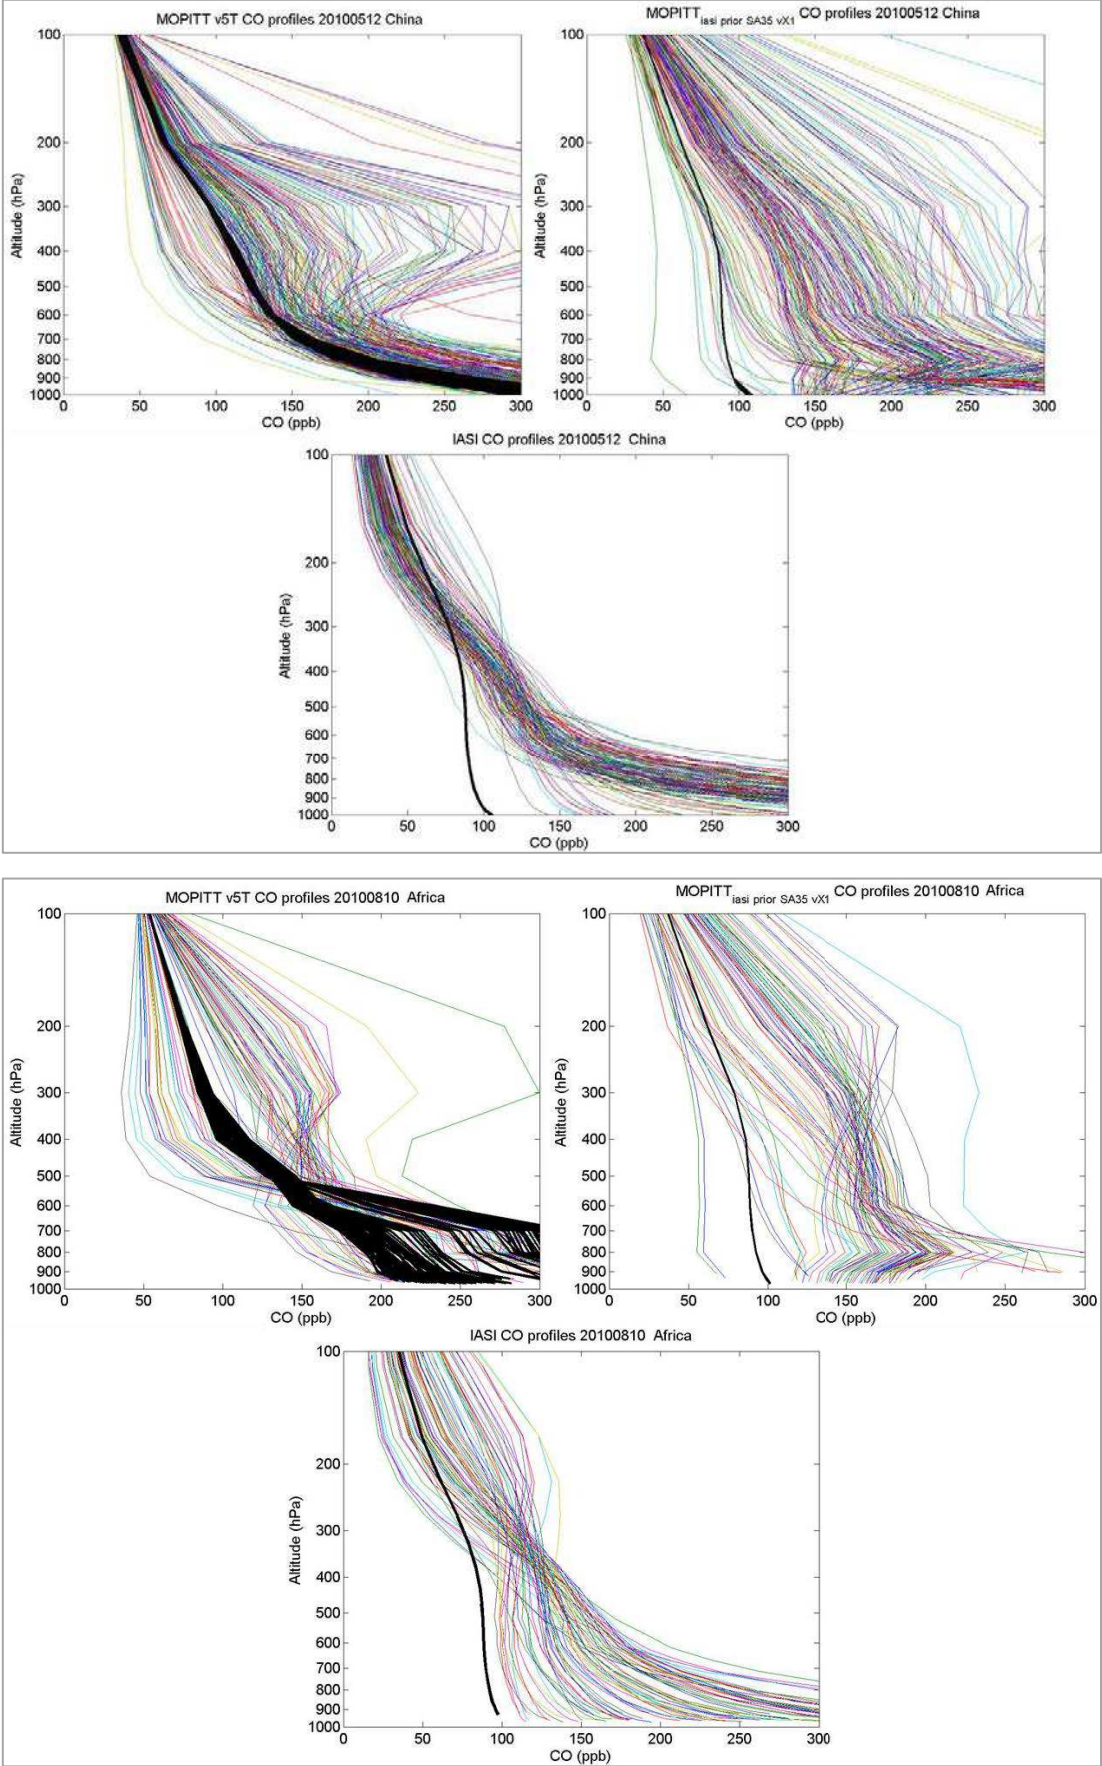 MOPITT v5T CO profiles 20100512 China
100
200
300
400
500
600
700
800
900
1000
0 50 100 150 200 250 300
Altitude (hPa)
CO (ppb)
MOPITT iasi prior SA35 vX1 CO profiles 20100512 China
100
200
300
400
500
600
700
800
900
1000
0 50 100 150 200 250 300
Altitude (hPa)
CO (ppb)
IASI CO profiles 20100512 China
100
200
300
400
500
600
700
800
900
1000
0 50 100 150 200 250 300
Altitude (hPa)
CO (ppb)
MOPITT v5T CO profiles 20100810 Africa
100
200
300
400
500
600
700
800
900
1000
0 50 100 150 200 250 300
Altitude (hPa)
CO (ppb)
MOPITT iasi prior SA35 vX1 CO profiles 20100810 Africa
100
200
300
400
500
600
700
800
900
1000
0 50 100 150 200 250 300
Altitude (hPa)
CO (ppb)
IASI CO profiles 20100810 Africa
100
200
300
400
500
600
700
800
900
1000
0 50 100 150 200 250 300
Altitude (hPa)
CO (ppb)